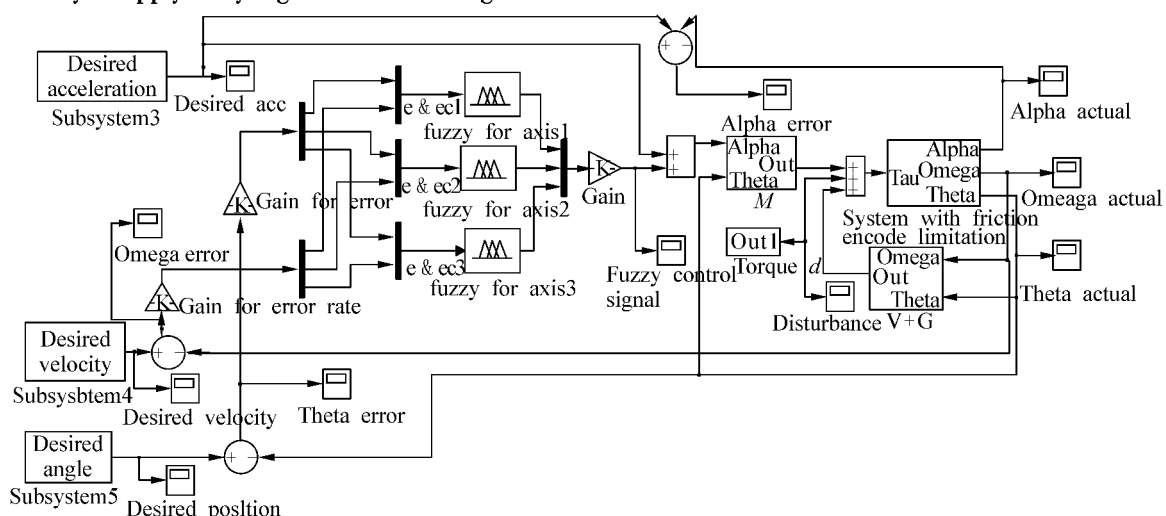 Desired
acceleration
Subsystem3
Desired acc
e & ec1
fuzzy for axis1
e & ec2
fuzzy for axis2
e & ec3
fuzzy for axis3
-K-
Gain for error
-K-
Gain for error rate
Omega error
Desired
velocity
Subsysbtem4
Desired velocity
Theta error
Desired
angle
Subsystem5
Desired posltion
-K-
Gain
Fuzzy control
signal
Alpha error
Alpha
Out
Theta
M
Out1
Torque
d
Disturbance
Tau
Alpha
Omega
Theta
System with friction
encode limitation
Omega
Out
Theta
V+G
Alpha actual
Omeaga actual
Theta actual